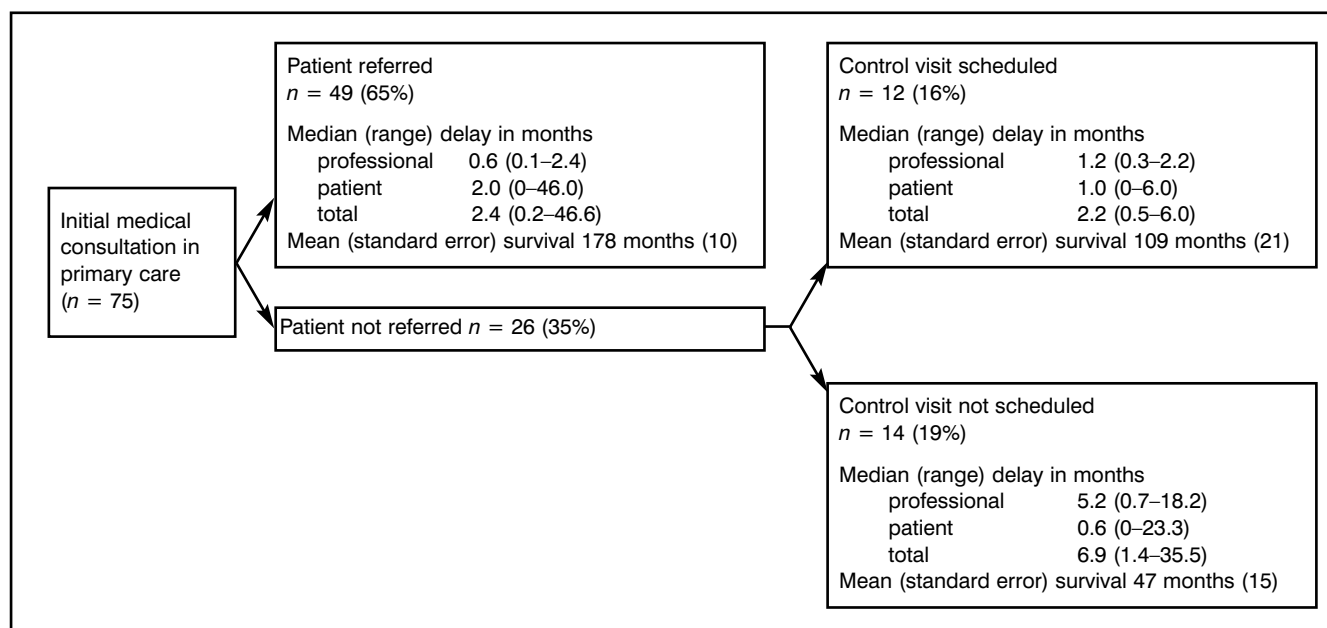 Initial medical
consultation in
primary care
(n = 75)
Patient referred
n = 49 (65%)
Median (range) delay in months
professional 0.6 (0.1–2.4)
patient 2.0 (0–46.0)
total 2.4 (0.2–46.6)
Mean (standard error) survival 178 months (10)
Patient not referred n = 26 (35%)
Control visit scheduled
n = 12 (16%)
Median (range) delay in months
professional 1.2 (0.3–2.2)
patient 1.0 (0–6.0)
total 2.2 (0.5–6.0)
Mean (standard error) survival 109 months (21)
Control visit not scheduled
n = 14 (19%)
Median (range) delay in months
professional 5.2 (0.7–18.2)
patient 0.6 (0–23.3)
total 6.9 (1.4–35.5)
Mean (standard error) survival 47 months (15)